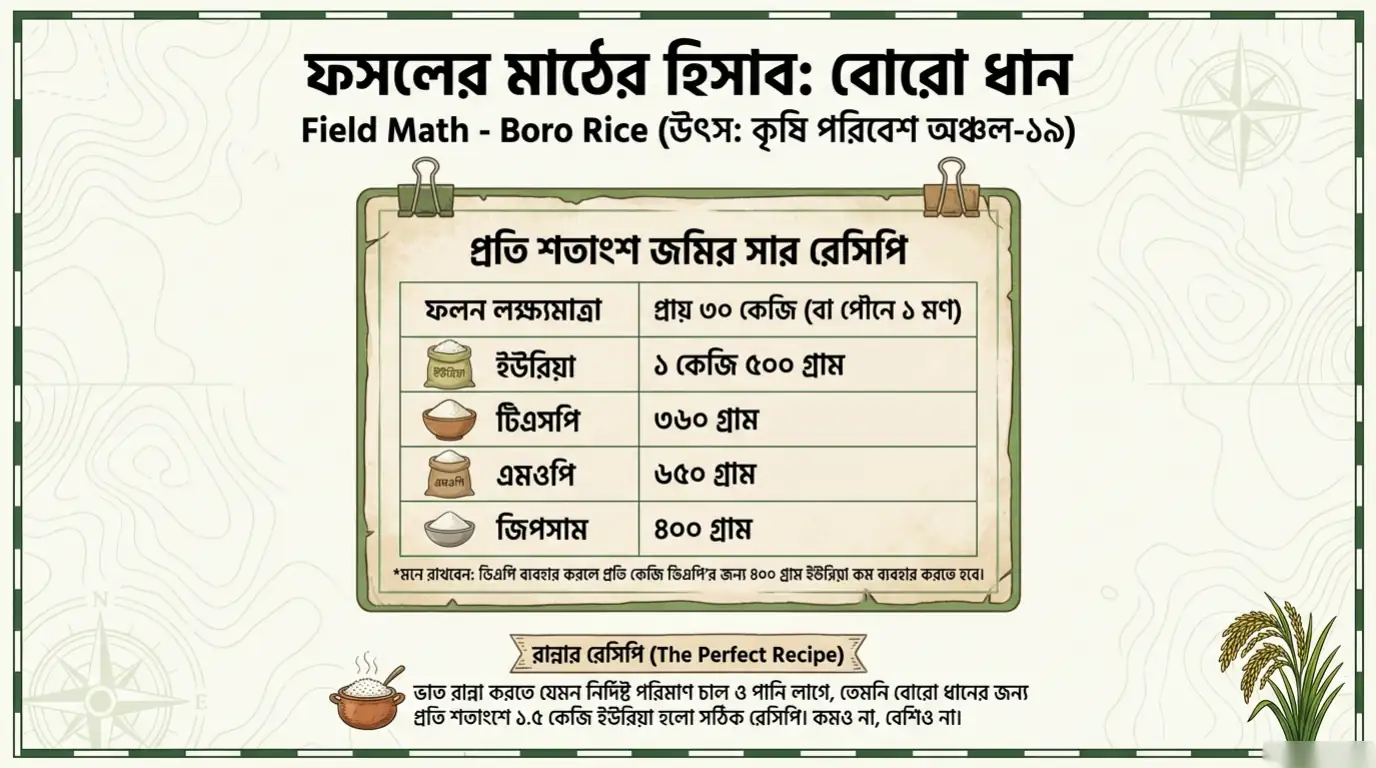 ফসলের মাঠের হিসাব: বোরো ধান
Field Math - Boro Rice (উৎস: কৃষি পরিবেশ অঞ্চল-১৯)
প্রতি শতাংশ জমির সার রেসিপি
ফলন লক্ষ্যমাত্রা প্রায় ৩০ কেজি (বা পৌনে ১ মণ)
ইউরিয়া ১ কেজি ৫০০ গ্রাম
টিএসপি ৩৬০ গ্রাম
এমওপি ৬৫০ গ্রাম
জিপসাম ৪০০ গ্রাম
*মনে রাখবেন: ডিএপি ব্যবহার করলে প্রতি কেজি ডিএপি'র জন্য ৪০০ গ্রাম ইউরিয়া কম ব্যবহার করতে হবে।
রান্নার রেসিপি (The Perfect Recipe)
ভাত রান্না করতে যেমন নির্দিষ্ট পরিমাণ চাল ও পানি লাগে, তেমনি বোরো ধানের জন্য
প্রতি শতাংশে ১.৫ কেজি ইউরিয়া হলো সঠিক রেসিপি। কমও না, বেশিও না।
N
E